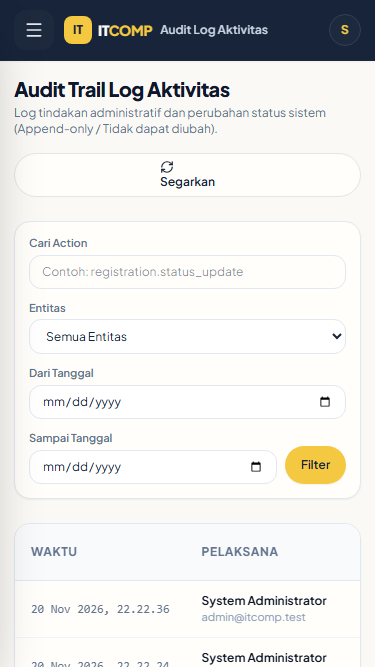 IT ITCOMP Audit Log Aktivitas S
Audit Trail Log Aktivitas
Log tindakan administratif dan perubahan status sistem
(Append-only / Tidak dapat diubah).
Segarkan
Cari Action
Contoh: registration.status_update
Entitas
Semua Entitas
Dari Tanggal
mm/dd/yyyy
Sampai Tanggal
mm/dd/yyyy Filter
WAKTU PELAKSANA
20 Nov 2026, 22.22.36 System Administrator
admin@itcomp.test
20 Nov 2026, 22.22.24 System Administrator